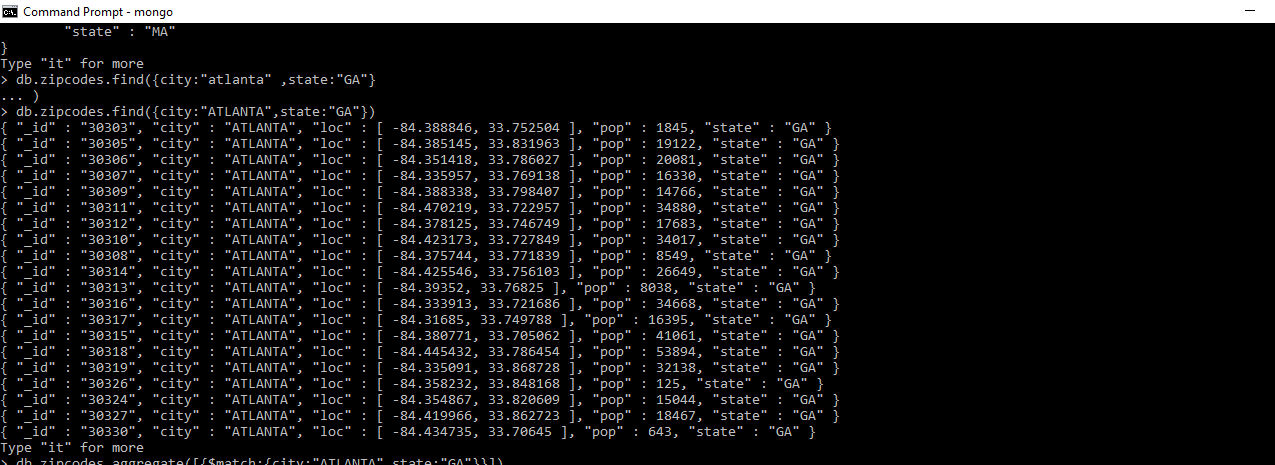 Command Prompt - mongo
"state" : "MA"
}
Type "it" for more
> db.zipcodes.find({city:"atlanta" ,state:"GA"}
... )
> db.zipcodes.find({city:"ATLANTA",state:"GA"})
{ "_id" : "30303", "city" : "ATLANTA", "loc" : [ -84.388846, 33.752504 ], "pop" : 1845, "state" : "GA" }
{ "_id" : "30305", "city" : "ATLANTA", "loc" : [ -84.385145, 33.831963 ], "pop" : 19122, "state" : "GA" }
{ "_id" : "30306", "city" : "ATLANTA", "loc" : [ -84.351418, 33.786027 ], "pop" : 20081, "state" : "GA" }
{ "_id" : "30307", "city" : "ATLANTA", "loc" : [ -84.335957, 33.769138 ], "pop" : 16330, "state" : "GA" }
{ "_id" : "30309", "city" : "ATLANTA", "loc" : [ -84.388338, 33.798407 ], "pop" : 14766, "state" : "GA" }
{ "_id" : "30311", "city" : "ATLANTA", "loc" : [ -84.470219, 33.722957 ], "pop" : 34880, "state" : "GA" }
{ "_id" : "30312", "city" : "ATLANTA", "loc" : [ -84.378125, 33.746749 ], "pop" : 17683, "state" : "GA" }
{ "_id" : "30310", "city" : "ATLANTA", "loc" : [ -84.423173, 33.727849 ], "pop" : 34017, "state" : "GA" }
{ "_id" : "30308", "city" : "ATLANTA", "loc" : [ -84.375744, 33.771839 ], "pop" : 8549, "state" : "GA" }
{ "_id" : "30314", "city" : "ATLANTA", "loc" : [ -84.425546, 33.756103 ], "pop" : 26649, "state" : "GA" }
{ "_id" : "30313", "city" : "ATLANTA", "loc" : [ -84.39352, 33.76825 ], "pop" : 8038, "state" : "GA" }
{ "_id" : "30316", "city" : "ATLANTA", "loc" : [ -84.333913, 33.721686 ], "pop" : 34668, "state" : "GA" }
{ "_id" : "30317", "city" : "ATLANTA", "loc" : [ -84.31685, 33.749788 ], "pop" : 16395, "state" : "GA" }
{ "_id" : "30315", "city" : "ATLANTA", "loc" : [ -84.380771, 33.705062 ], "pop" : 41061, "state" : "GA" }
{ "_id" : "30318", "city" : "ATLANTA", "loc" : [ -84.445432, 33.786454 ], "pop" : 53894, "state" : "GA" }
{ "_id" : "30319", "city" : "ATLANTA", "loc" : [ -84.335091, 33.868728 ], "pop" : 32138, "state" : "GA" }
{ "_id" : "30326", "city" : "ATLANTA", "loc" : [ -84.358232, 33.848168 ], "pop" : 125, "state" : "GA" }
{ "_id" : "30324", "city" : "ATLANTA", "loc" : [ -84.354867, 33.820609 ], "pop" : 15044, "state" : "GA" }
{ "_id" : "30327", "city" : "ATLANTA", "loc" : [ -84.419966, 33.862723 ], "pop" : 18467, "state" : "GA" }
{ "_id" : "30330", "city" : "ATLANTA", "loc" : [ -84.434735, 33.70645 ], "pop" : 643, "state" : "GA" }
Type "it" for more
> db.zipcodes.aggregate([{$match:{city:"ATLANTA",state:"GA"}}])